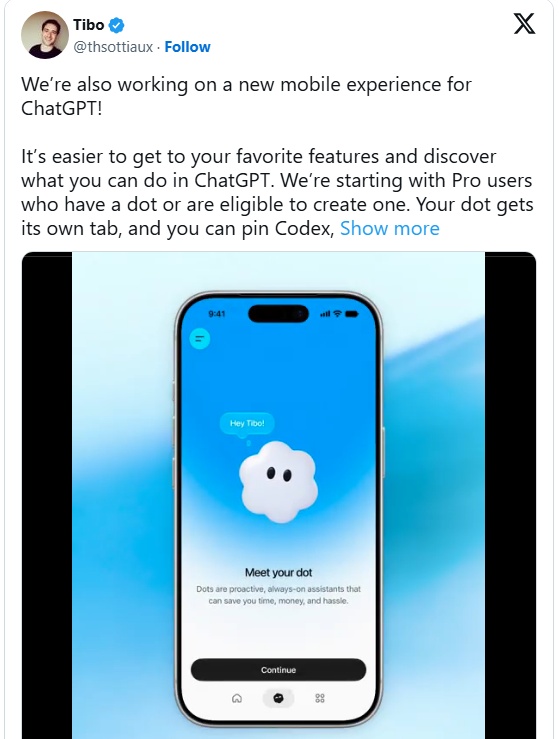 Tibo
@thsottiaux · Follow
We’re also working on a new mobile experience for
ChatGPT!
It’s easier to get to your favorite features and discover
what you can do in ChatGPT. We’re starting with Pro users
who have a dot or are eligible to create one. Your dot gets
its own tab, and you can pin Codex, Show more
9:41
Hey Tibo!
Meet your dot
Dots are proactive, always-on assistants that
can save you time, money, and hassle.
Continue